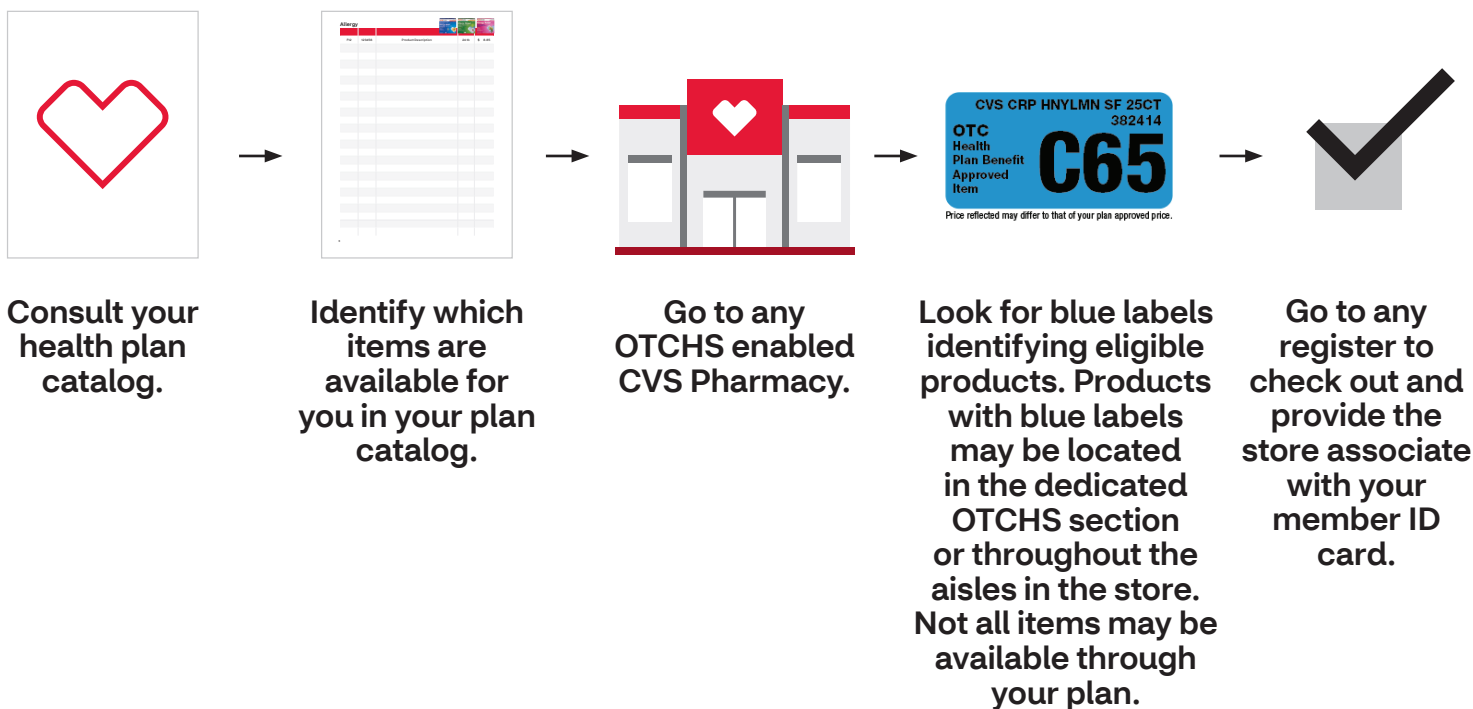 Allergy
Product Description
CVS CRP HNYLMN SF 25CT
382414
OTC
Health
Plan Benefit
Approved
Item
C65
Price reflected may differ to that of your plan approved price.
Consult your
health plan
catalog.
Identify which
items are
available for
you in your plan
catalog.
Go to any
OTCHS enabled
CVS Pharmacy.
Look for blue labels
identifying eligible
products. Products
with blue labels
may be located
in the dedicated
OTCHS section
or throughout the
aisles in the store.
Not all items may be
available through
your plan.
Go to any
register to
check out and
provide the
store associate
with your
member ID
card.